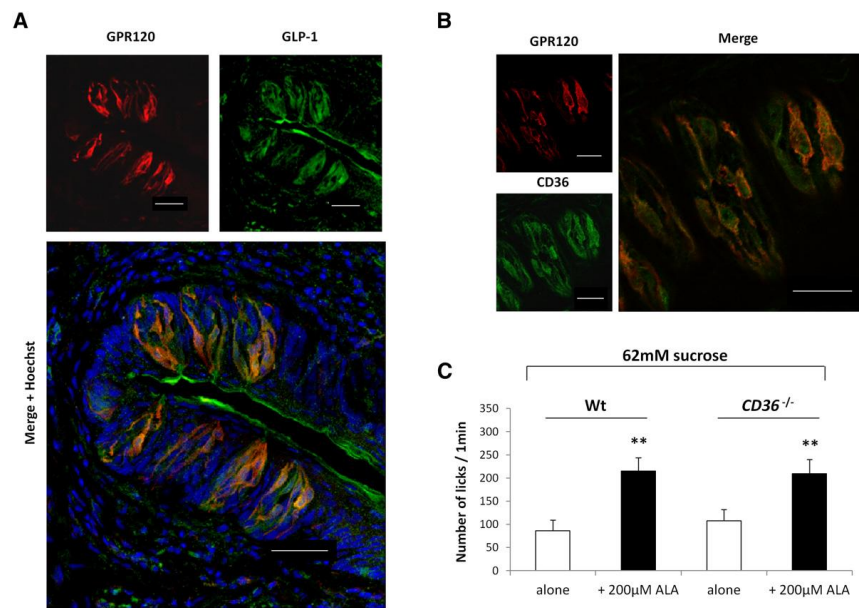 A
GPR120
GLP-1
Merge + Hoechst
B
GPR120
Merge
CD36
C
62mM sucrose
Wt
CD36 -/-
Number of licks / 1min
350
300
250
200
150
100
50
0
**
**
alone
+ 200µM ALA
alone
+ 200µM ALA